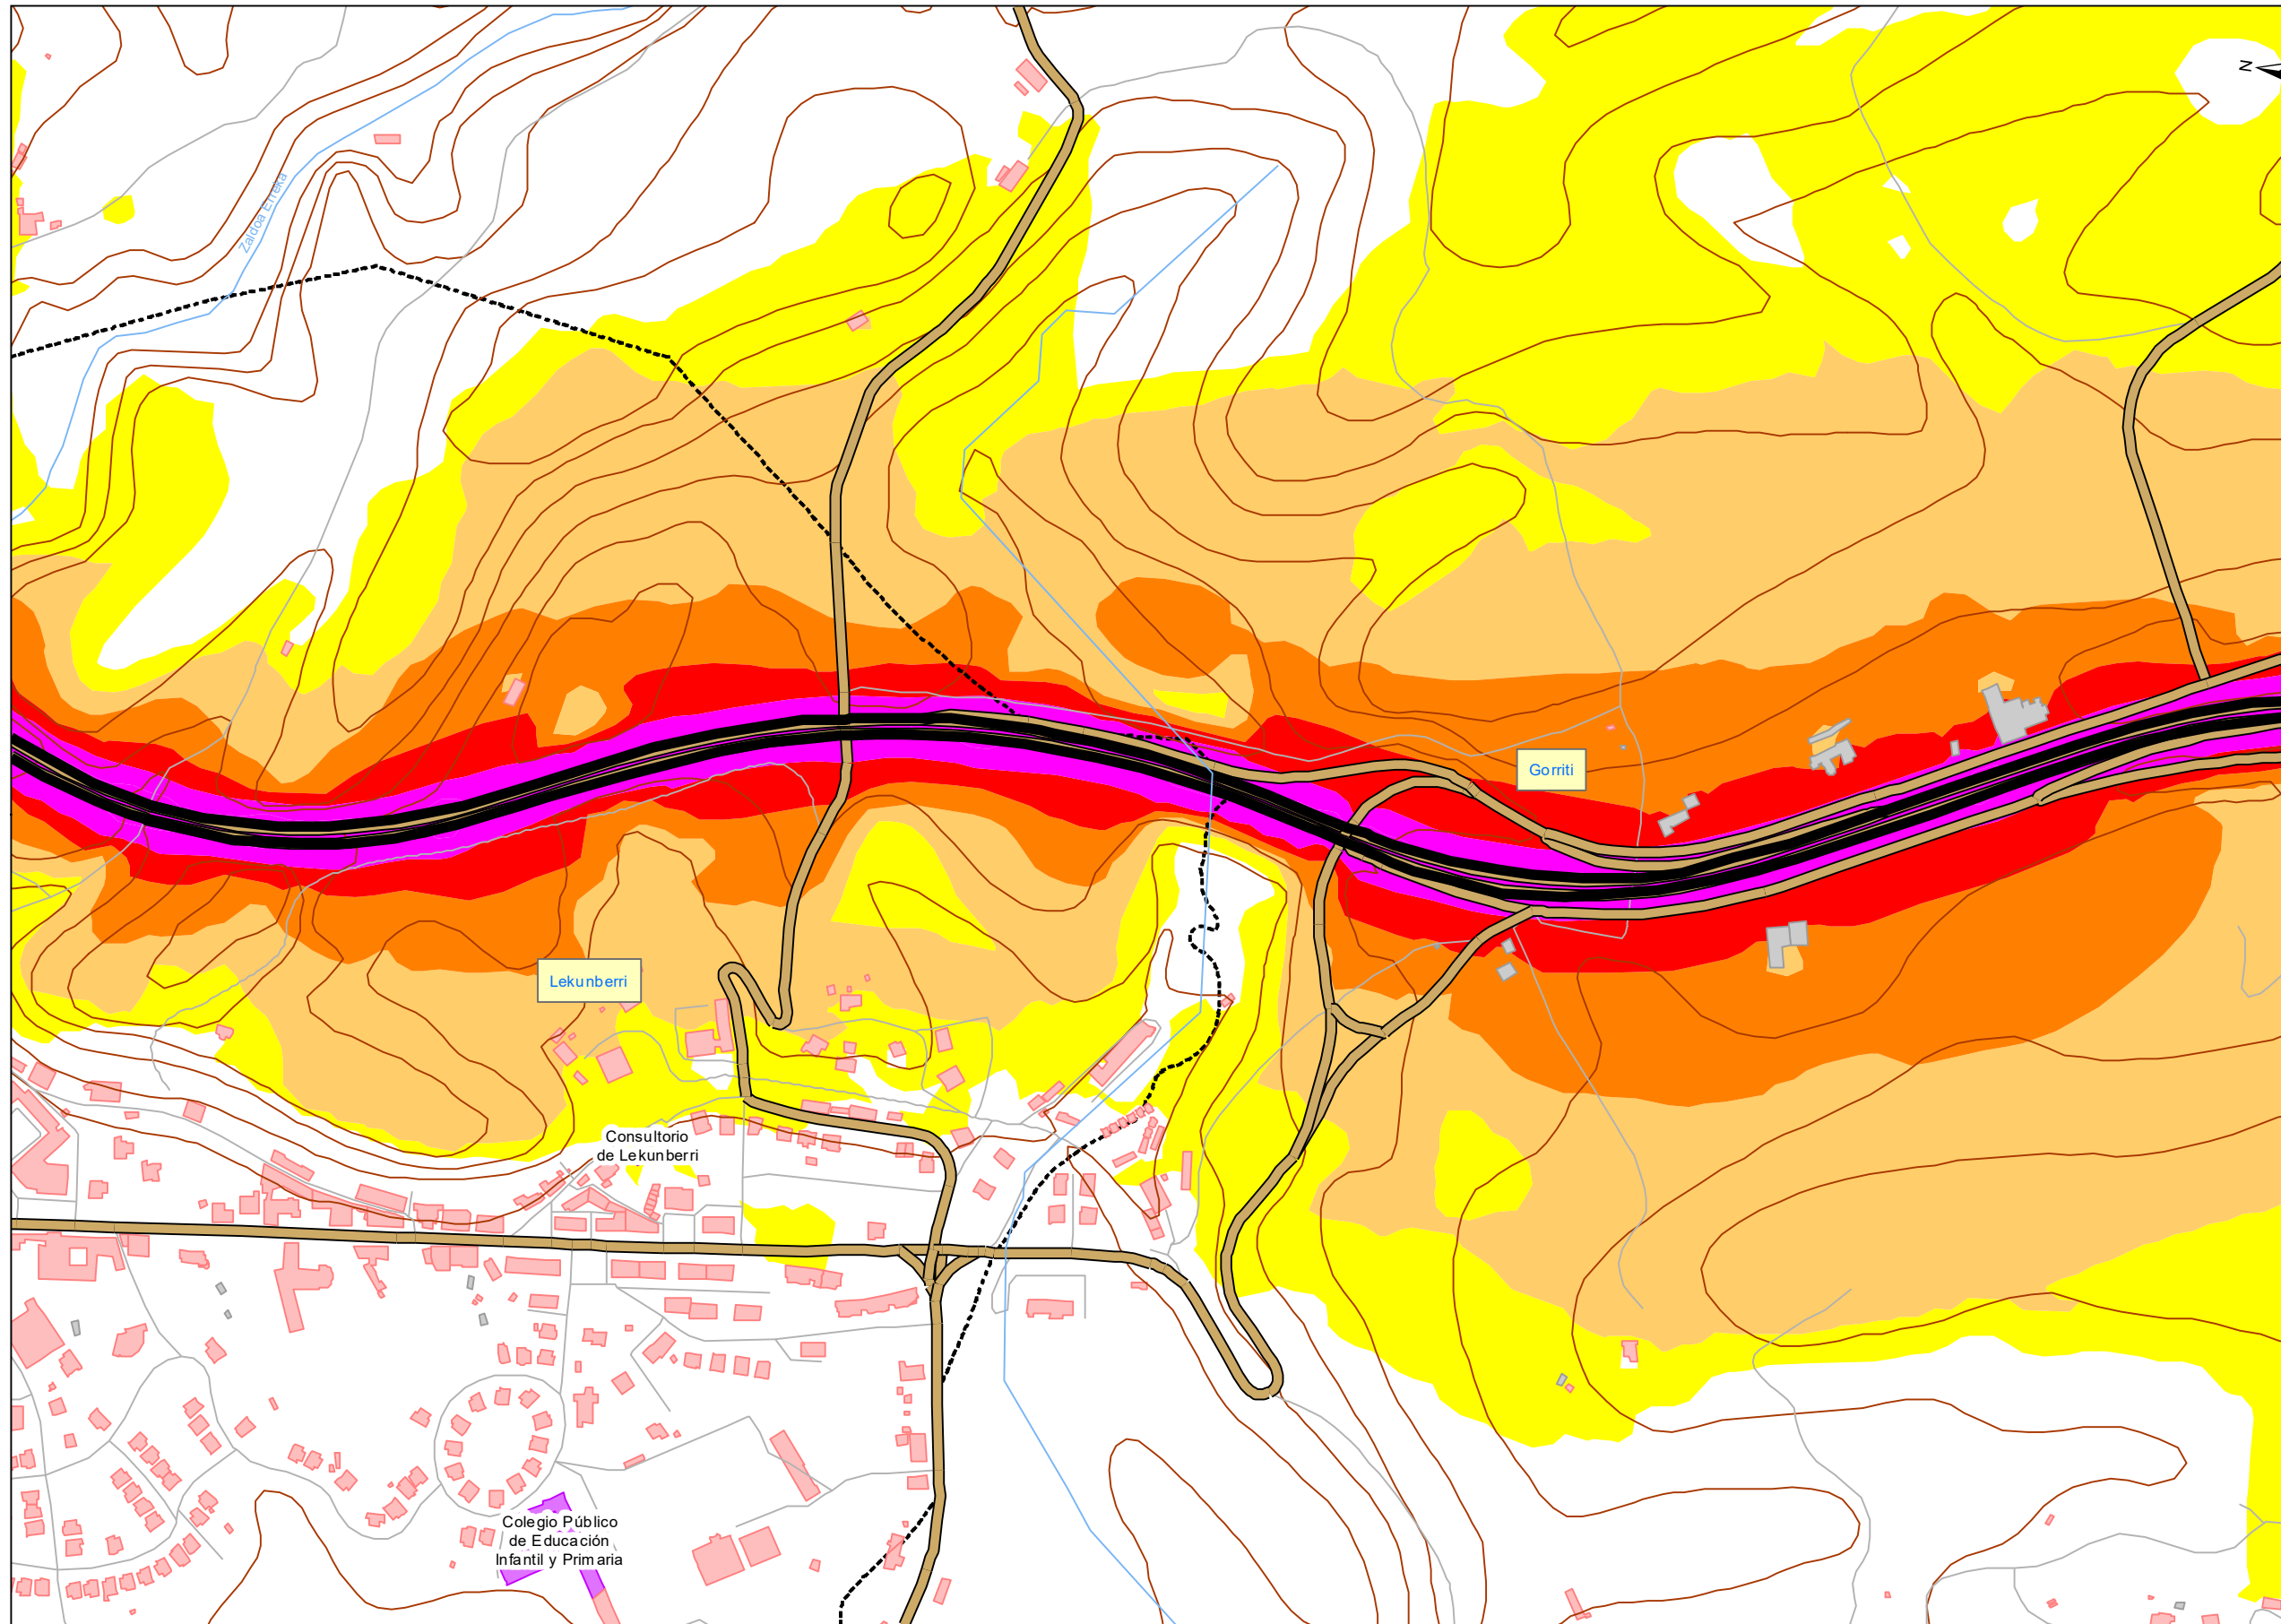 N
Zaldoa Erreka
Gorriti
Lekunberri
Consultorio
de Lekunberri
Colegio Público
de Educación
Infantil y Primaria